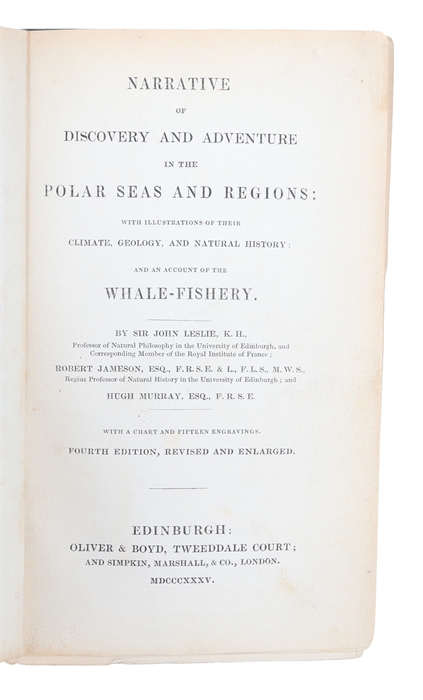 NARRATIVE
OF
DISCOVERY AND ADVENTURE
IN THE
POLAR SEAS AND REGIONS:
WITH ILLUSTRATIONS OF THEIR
CLIMATE, GEOLOGY, AND NATURAL HISTORY:
AND AN ACCOUNT OF THE
WHALE-FISHERY.
BY SIR JOHN LESLIE, K. H.,
Professor of Natural Philosophy in the University of Edinburgh, and
Corresponding Member of the Royal Institute of France;
ROBERT JAMESON, ESQ., F. R. S. E. & L., F. L. S., M. W. S.,
Regius Professor of Natural History in the University of Edinburgh; and
HUGH MURRAY, ESQ., F. R. S. E.
WITH A CHART AND FIFTEEN ENGRAVINGS.
FOURTH EDITION, REVISED AND ENLARGED.
EDINBURGH:
OLIVER & BOYD, TWEEDDALE COURT;
AND SIMPKIN, MARSHALL, & CO., LONDON.
MDCCCXXXV.